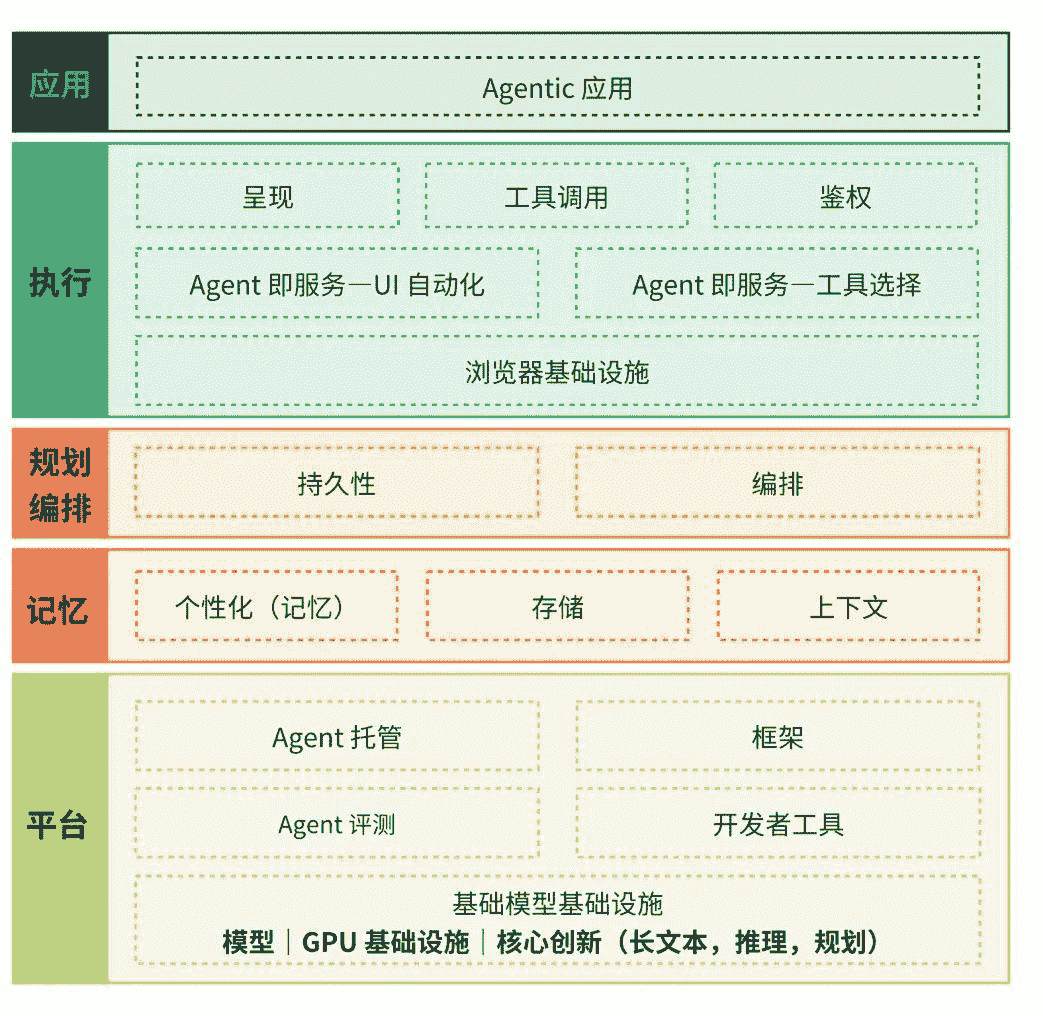 应用
Agentic 应用
执行
呈现
工具调用
鉴权
Agent 即服务—UI 自动化
Agent 即服务—工具选择
浏览器基础设施
规划
编排
持久性
编排
记忆
个性化（记忆）
存储
上下文
平台
Agent 托管
框架
Agent 评测
开发者工具
基础模型基础设施
模型｜GPU 基础设施｜核心创新（长文本，推理，规划）